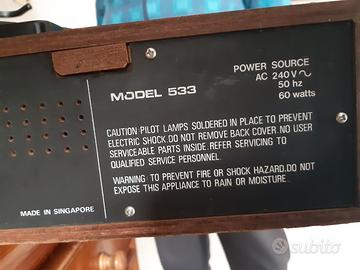 MODEL 533
POWER SOURCE
AC 240V ~
50 hz
60 watts
CAUTION: PILOT LAMPS SOLDERED IN PLACE TO PREVENT
ELECTRIC SHOCK. DO NOT REMOVE BACK COVER. NO USER
SERVICEABLE PARTS INSIDE. REFER SERVICING TO
QUALIFIED SERVICE PERSONNEL.
WARNING: TO PREVENT FIRE OR SHOCK HAZARD. DO NOT
EXPOSE THIS APPLIANCE TO RAIN OR MOISTURE.
MADE IN SINGAPORE
subito